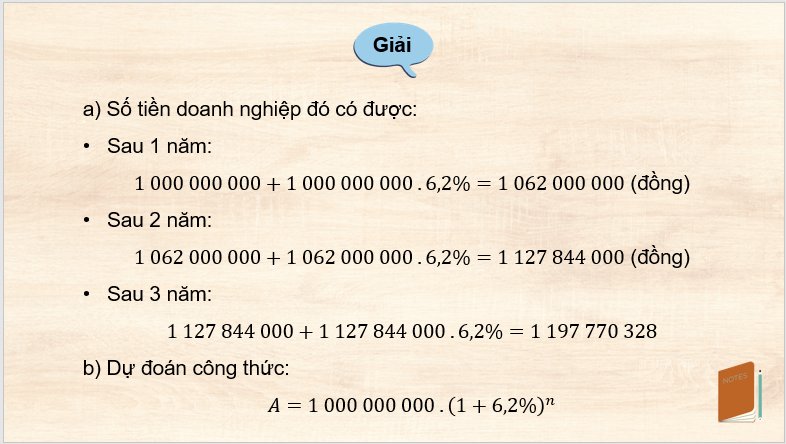 Giải
a) Số tiền doanh nghiệp đó có được:
• Sau 1 năm:
1 000 000 000 + 1 000 000 000 . 6,2% = 1 062 000 000 (đồng)
• Sau 2 năm:
1 062 000 000 + 1 062 000 000 . 6,2% = 1 127 844 000 (đồng)
• Sau 3 năm:
1 127 844 000 + 1 127 844 000 . 6,2% = 1 197 770 328
b) Dự đoán công thức:
A = 1 000 000 000 . (1 + 6,2%)ⁿ
NOTES